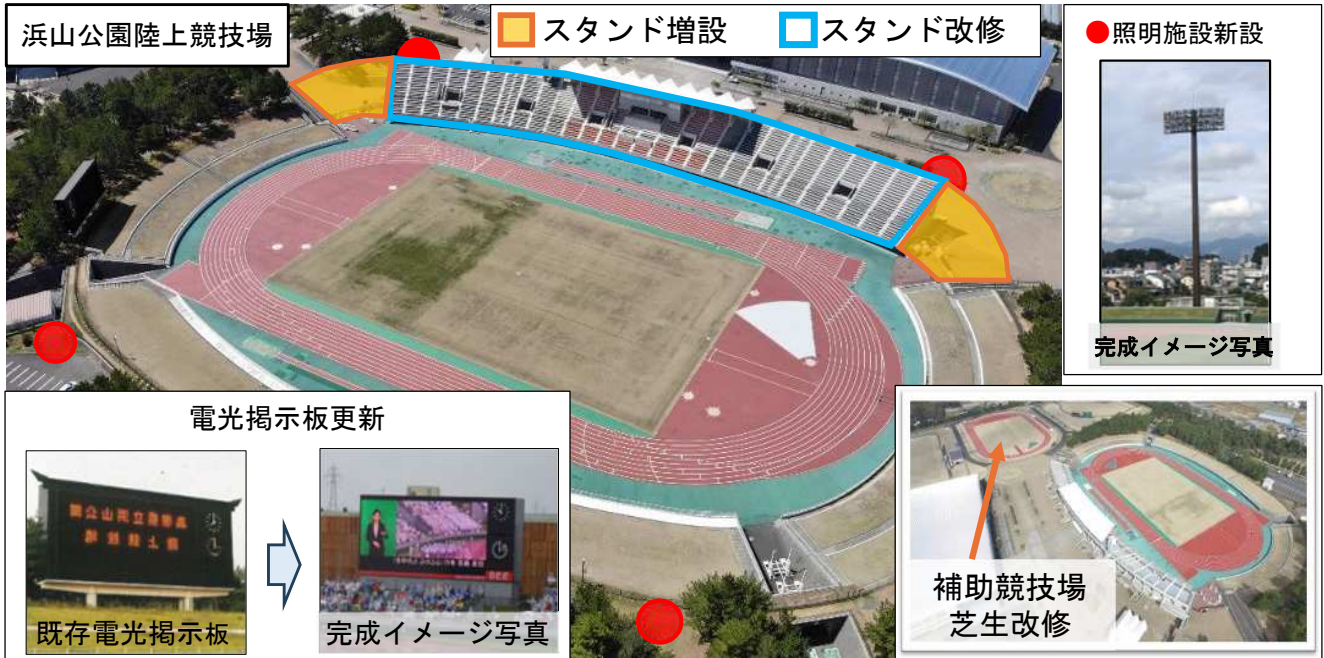 浜山公園陸上競技場
スタンド増設
スタンド改修
照明施設新設
完成イメージ写真
電光掲示板更新
既存電光掲示板
完成イメージ写真
補助競技場
芝生改修